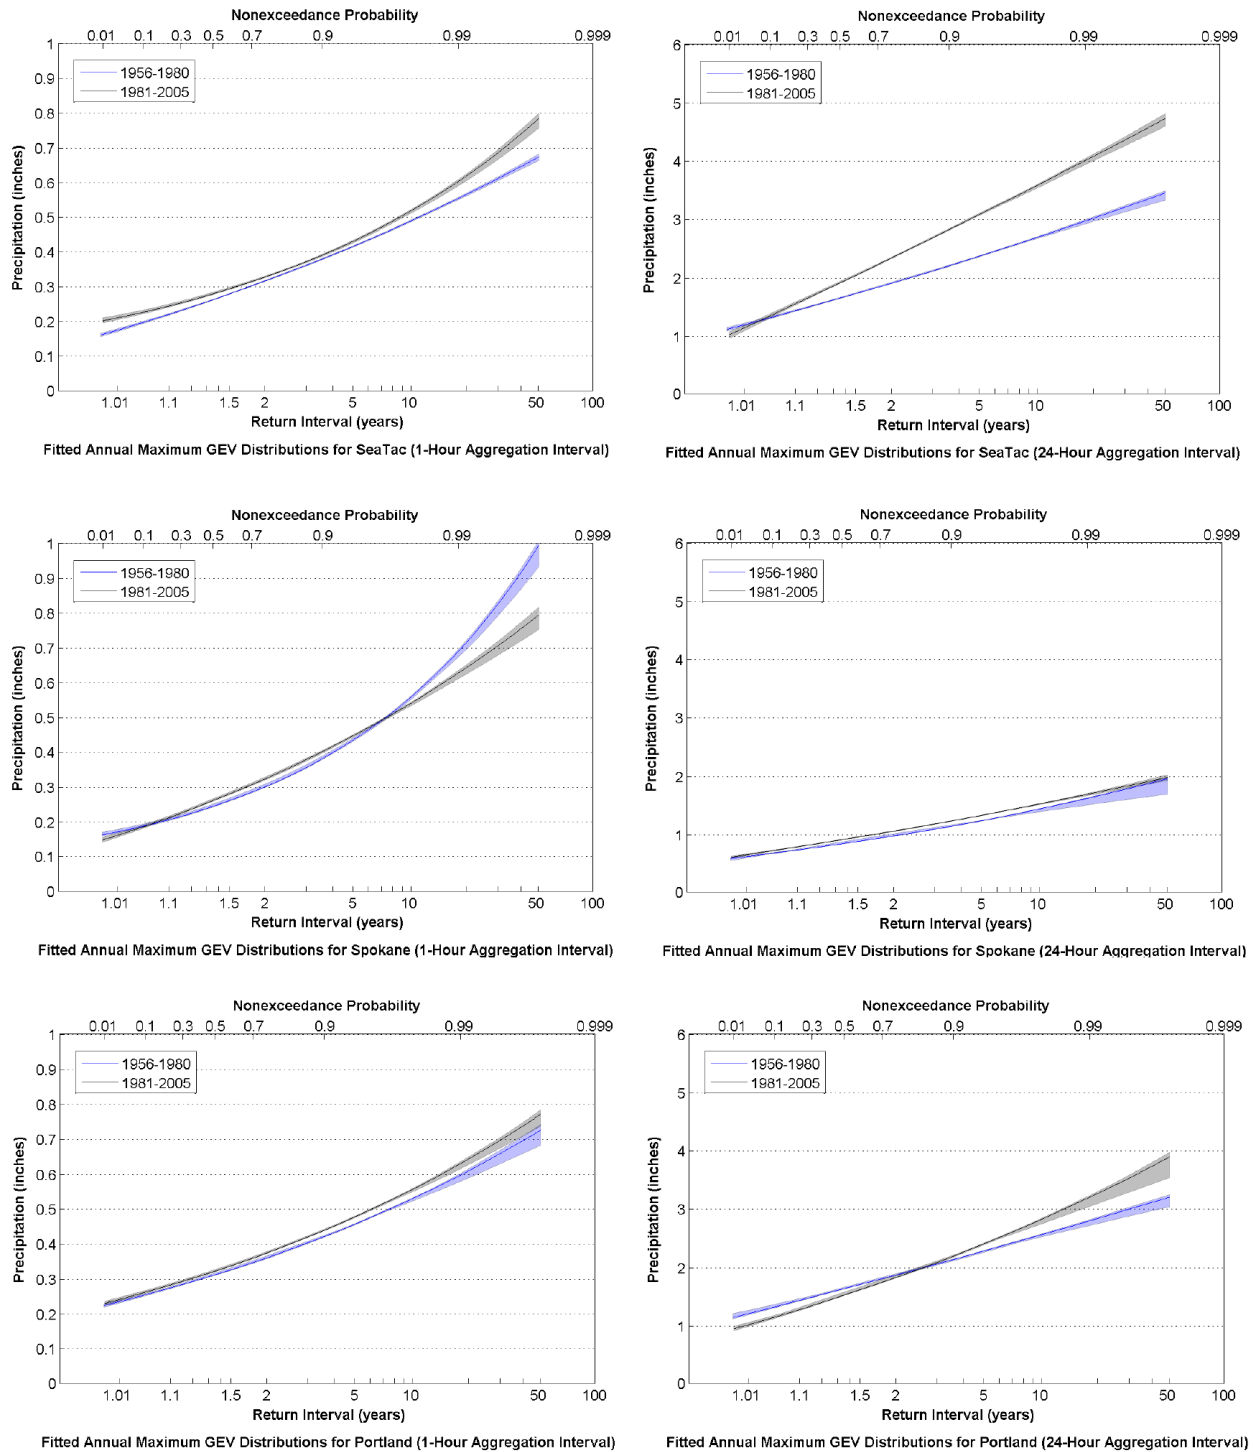 Nonexceedance Probability
0.01 0.1 0.3 0.5 0.7 0.9 0.99 0.999
1
0.9
0.8
0.7
0.6
0.5
0.4
0.3
0.2
0.1
0
1956-1980
1981-2005
Precipitation (inches)
1.01 1.1 1.5 2 5 10 50 100
Return Interval (years)
Fitted Annual Maximum GEV Distributions for SeaTac (1-Hour Aggregation Interval)
Nonexceedance Probability
0.01 0.1 0.3 0.5 0.7 0.9 0.99 0.999
6
5
4
3
2
1
0
1956-1980
1981-2005
Precipitation (inches)
1.01 1.1 1.5 2 5 10 50 100
Return Interval (years)
Fitted Annual Maximum GEV Distributions for SeaTac (24-Hour Aggregation Interval)
Nonexceedance Probability
0.01 0.1 0.3 0.5 0.7 0.9 0.99 0.999
1
0.9
0.8
0.7
0.6
0.5
0.4
0.3
0.2
0.1
0
1956-1980
1981-2005
Precipitation (inches)
1.01 1.1 1.5 2 5 10 50 100
Return Interval (years)
Fitted Annual Maximum GEV Distributions for Spokane (1-Hour Aggregation Interval)
Nonexceedance Probability
0.01 0.1 0.3 0.5 0.7 0.9 0.99 0.999
6
5
4
3
2
1
0
1956-1980
1981-2005
Precipitation (inches)
1.01 1.1 1.5 2 5 10 50 100
Return Interval (years)
Fitted Annual Maximum GEV Distributions for Spokane (24-Hour Aggregation Interval)
Nonexceedance Probability
0.01 0.1 0.3 0.5 0.7 0.9 0.99 0.999
1
0.9
0.8
0.7
0.6
0.5
0.4
0.3
0.2
0.1
0
1956-1980
1981-2005
Precipitation (inches)
1.01 1.1 1.5 2 5 10 50 100
Return Interval (years)
Fitted Annual Maximum GEV Distributions for Portland (1-Hour Aggregation Interval)
Nonexceedance Probability
0.01 0.1 0.3 0.5 0.7 0.9 0.99 0.999
6
5
4
3
2
1
0
1956-1980
1981-2005
Precipitation (inches)
1.01 1.1 1.5 2 5 10 50 100
Return Interval (years)
Fitted Annual Maximum GEV Distributions for Portland (24-Hour Aggregation Interval)